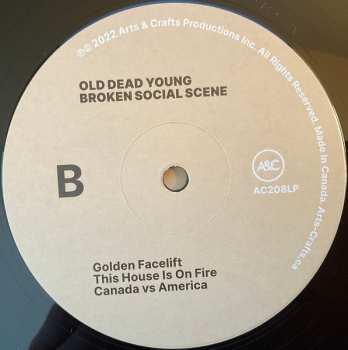 ℗© 2022 Arts & Crafts Productions Inc. All Rights Reserved. Made in Canada. Arts-Crafts.ca
OLD DEAD YOUNG
BROKEN SOCIAL SCENE
B
A&C
AC208LP
Golden Facelift
This House Is On Fire
Canada vs America